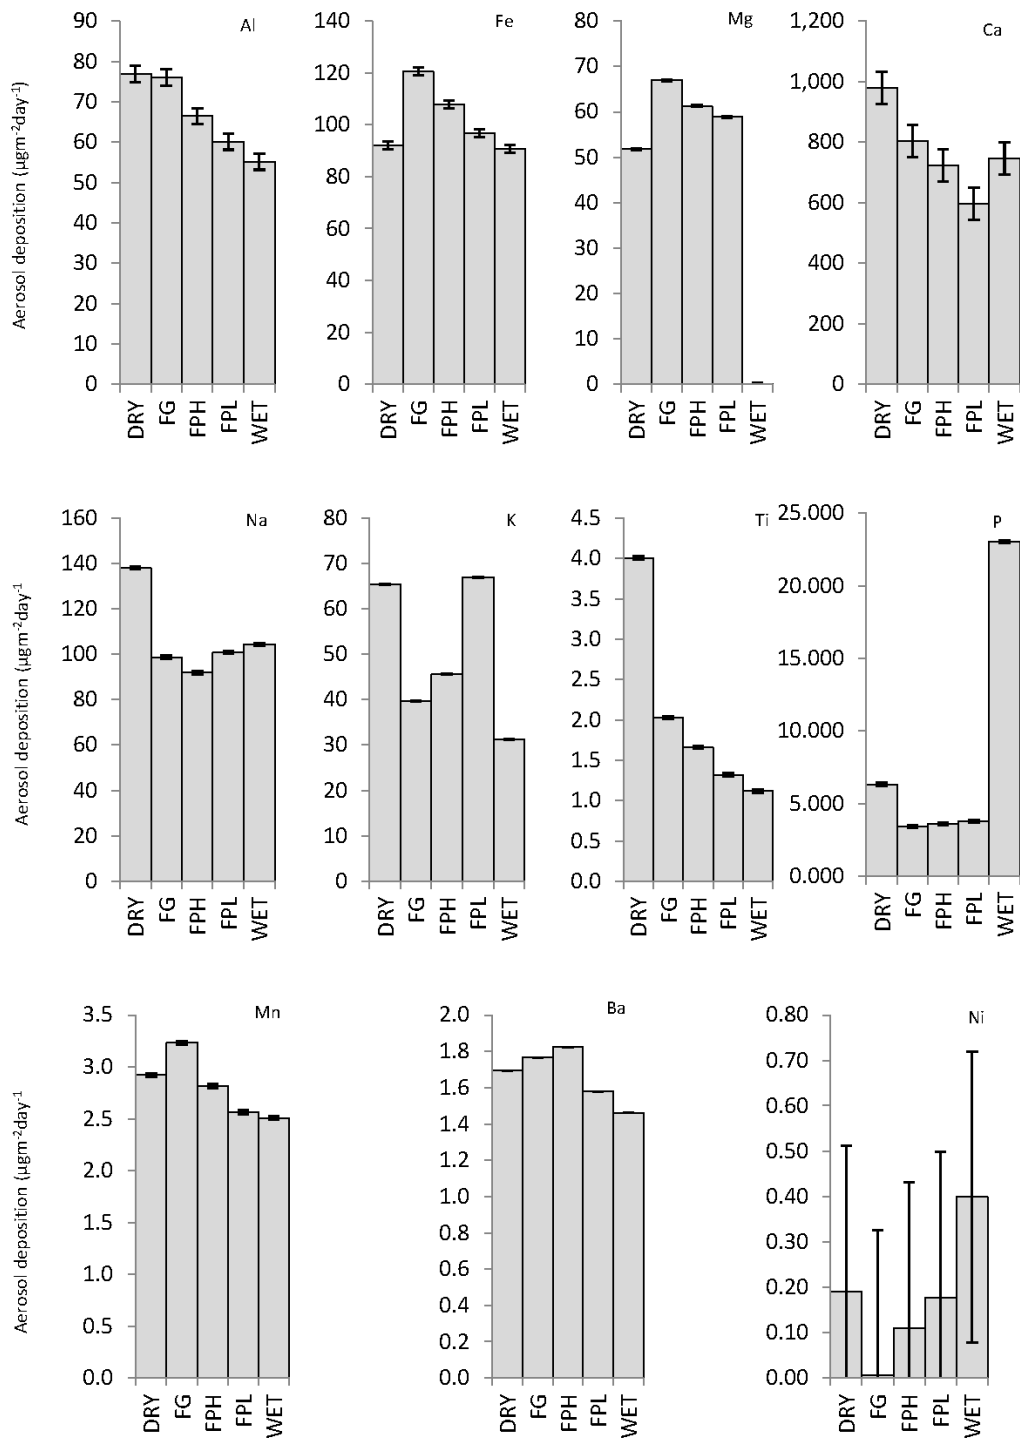 Aerosol deposition (µgm⁻²day⁻¹)
Al
90
80
70
60
50
40
30
20
10
0
DRY
FG
FPH
FPL
WET
Fe
140
120
100
80
60
40
20
0
DRY
FG
FPH
FPL
WET
Mg
80
70
60
50
40
30
20
10
0
DRY
FG
FPH
FPL
WET
Ca
1,200
1,000
800
600
400
200
0
DRY
FG
FPH
FPL
WET
Aerosol deposition (µgm⁻²day⁻¹
Na
160
140
120
100
80
60
40
20
0
DRY
FG
FPH
FPL
WET
K
80
70
60
50
40
30
20
10
0
DRY
FG
FPH
FPL
WET
Ti
4.5
4.0
3.5
3.0
2.5
2.0
1.5
1.0
0.5
0.0
DRY
FG
FPH
FPL
WET
P
25.000
20.000
15.000
10.000
5.000
0.000
DRY
FG
FPH
FPL
WET
Aerosol deposition (µgm⁻²day⁻¹
Mn
3.5
3.0
2.5
2.0
1.5
1.0
0.5
0.0
DRY
FG
FPH
FPL
WET
Ba
2.0
1.8
1.6
1.4
1.2
1.0
0.8
0.6
0.4
0.2
0.0
DRY
FG
FPH
FPL
WET
Ni
0.80
0.70
0.60
0.50
0.40
0.30
0.20
0.10
0.00
DRY
FG
FPH
FPL
WET